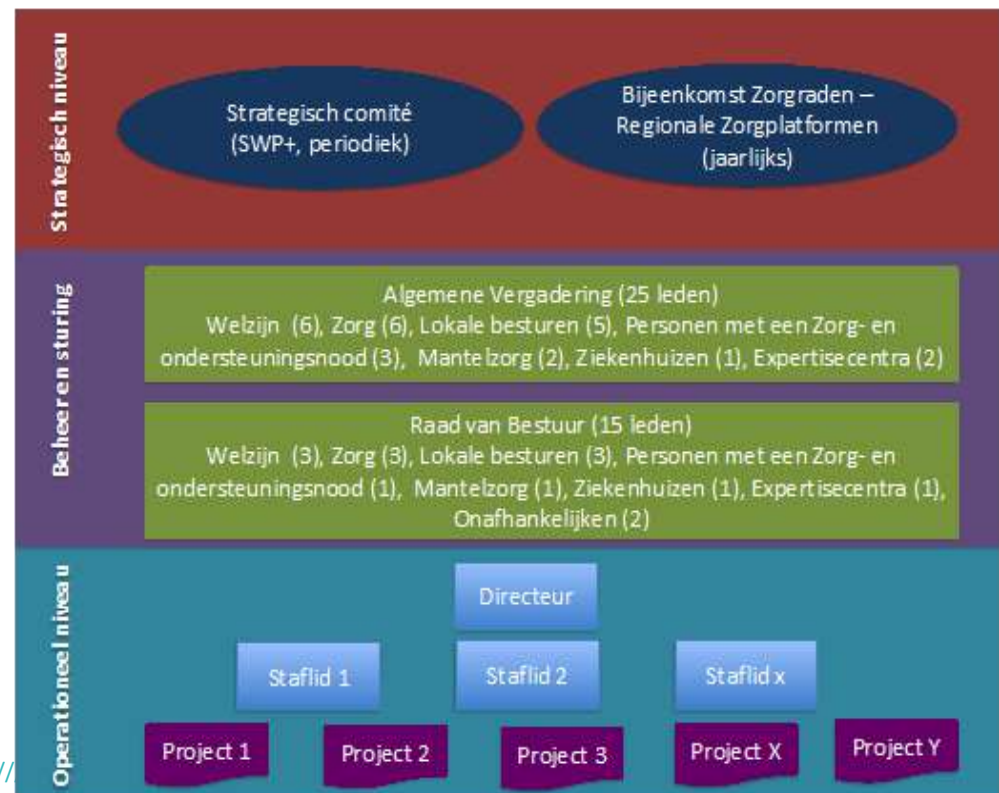 Strategisch niveau
Strategisch comité
(SWP+, periodiek)
Bijeenkomst Zorgraden –
Regionale Zorgplatformen
(jaarlijks)
Beheer en sturing
Algemene Vergadering (25 leden)
Welzijn (6), Zorg (6), Lokale besturen (5), Personen met een Zorg- en
ondersteuningsnood (3), Mantelzorg (2), Ziekenhuizen (1), Expertisecentra (2)
Raad van Bestuur (15 leden)
Welzijn (3), Zorg (3), Lokale besturen (3), Personen met een Zorg- en
ondersteuningsnood (1), Mantelzorg (1), Ziekenhuizen (1), Expertisecentra (1),
Onafhankelijken (2)
Operationeel niveau
Directeur
Staflid 1
Staflid 2
Staflid x
Project 1
Project 2
Project 3
Project X
Project Y
//